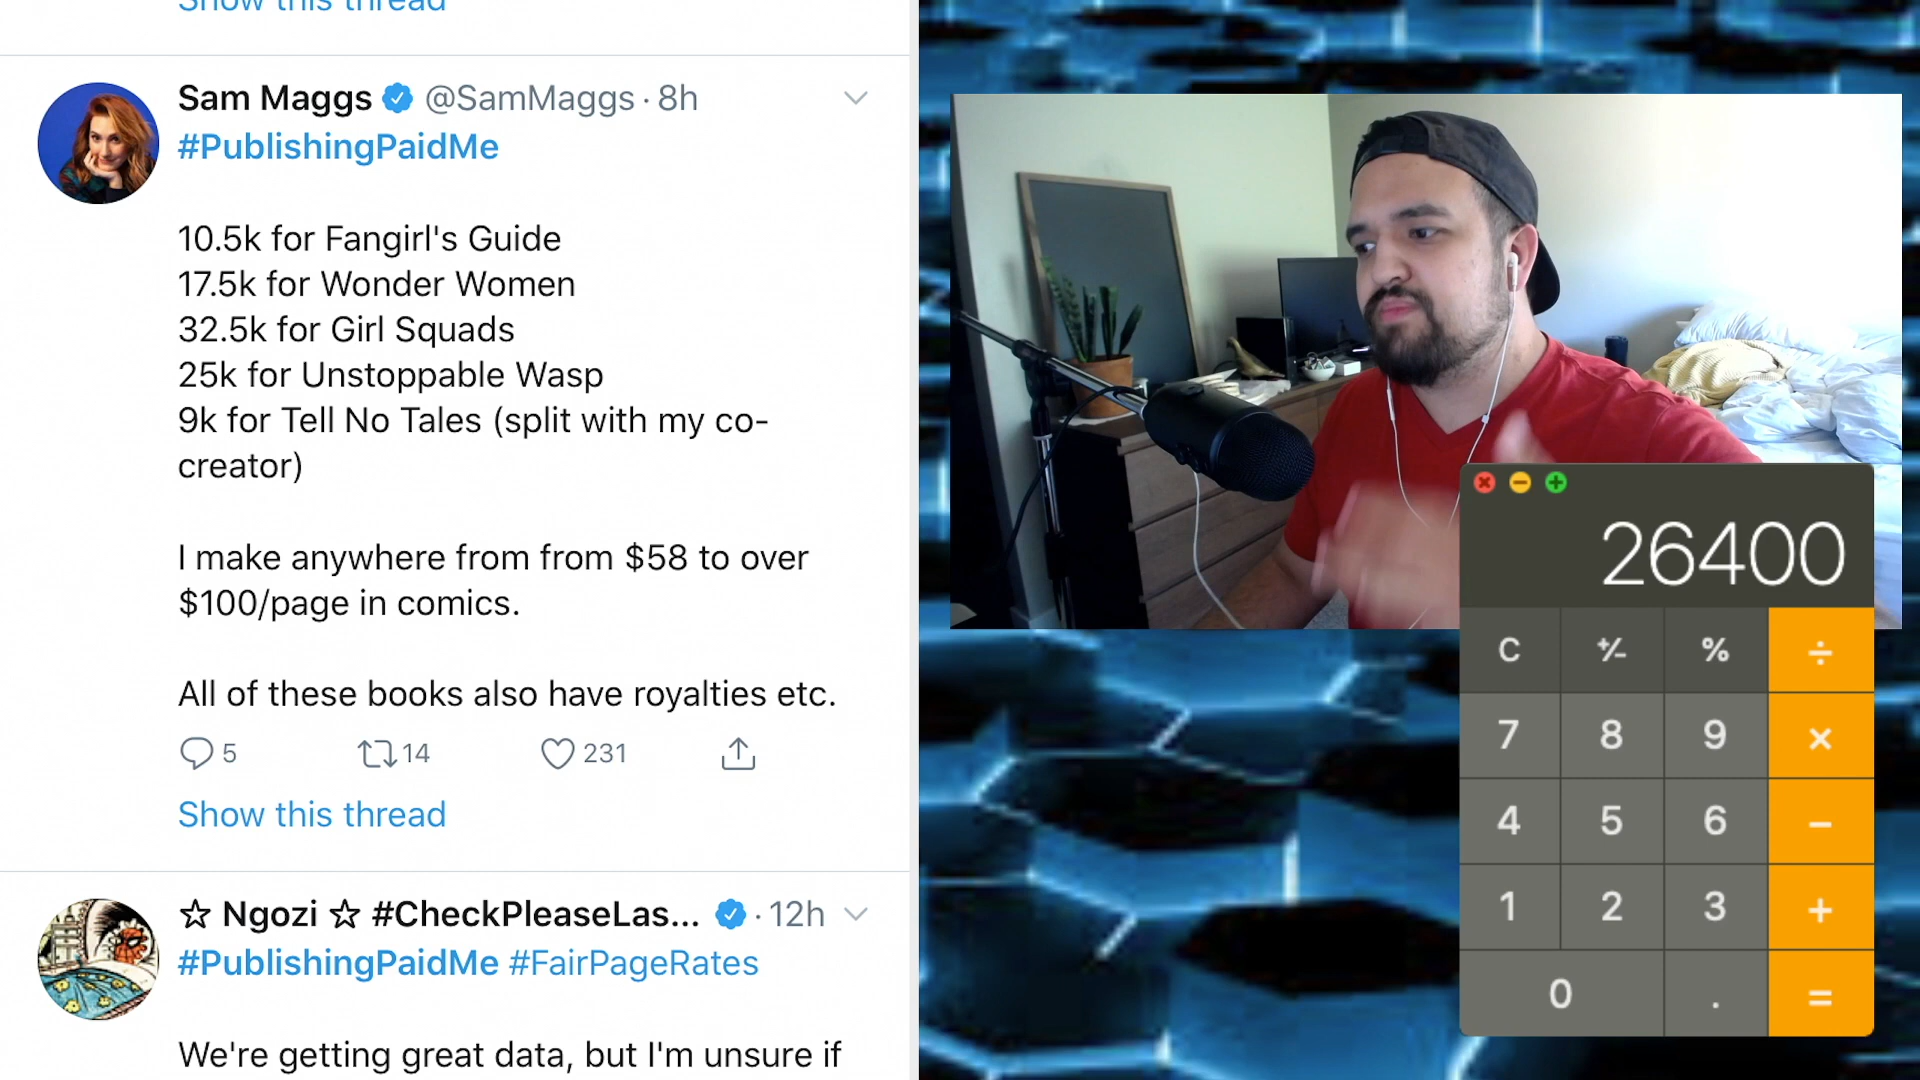 Show this thread
Sam Maggs @SamMaggs · 8h
#PublishingPaidMe
10.5k for Fangirl's Guide
17.5k for Wonder Women
32.5k for Girl Squads
25k for Unstoppable Wasp
9k for Tell No Tales (split with my co-
creator)
I make anywhere from from $58 to over
$100/page in comics.
All of these books also have royalties etc.
5 14 231
Show this thread
☆ Ngozi ☆ #CheckPleaseLas... · 12h
#PublishingPaidMe #FairPageRates
We're getting great data, but I'm unsure if
26400
C +/- % ÷
7 8 9 ×
4 5 6 −
1 2 3 +
0 . =